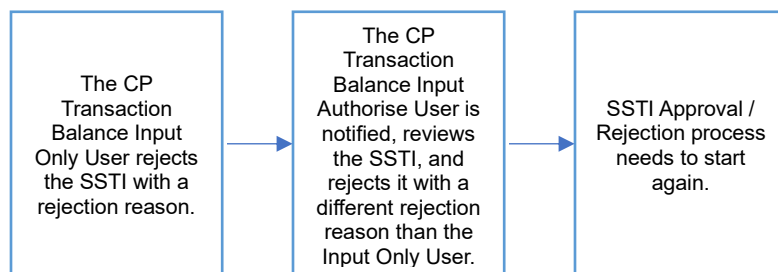 The CP
Transaction
Balance Input
Only User rejects
the SSTI with a
rejection reason.
The CP
Transaction
Balance Input
Authorise User is
notified, reviews
the SSTI, and
rejects it with a
different rejection
reason than the
Input Only User.
SSTI Approval /
Rejection process
needs to start
again.